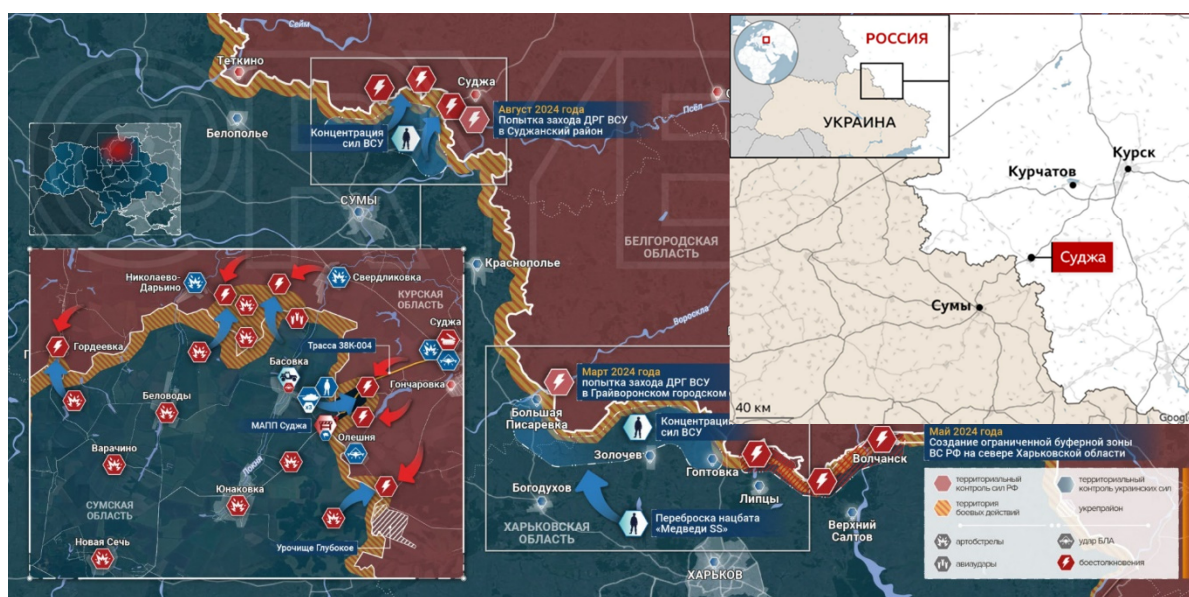 Сейм
Теткино
Белополье
Суджа
Концентрация
сил ВСУ
Август 2024 года
Попытка захода ДРГ ВСУ
в Суджанский район
Псёл
СУМЫ
Краснополье
БЕЛГОРОДСКАЯ
ОБЛАСТЬ
Ворскла
РОССИЯ
УКРАИНА
Курчатов
Курск
Суджа
Сумы
40 км
Николаево-
Дарьино
Свердликовка
КУРСКАЯ
ОБЛАСТЬ
Суджа
Гордеевка
Трасса 38К-004
Басовка
Гончаровка
Беловоды
МАПП Суджа
Олешня
Варачино
Юнаковка
СУМСКАЯ
ОБЛАСТЬ
Урочище Глубокое
Новая Сечь
Март 2024 года
попытка захода ДРГ ВСУ
в Грайворонском городском
Большая
Писаревка
Концентрация
сил ВСУ
Золочев
Гоптовка
Богодухов
Липцы
Волчанск
ХАРЬКОВСКАЯ
ОБЛАСТЬ
Переброска нацбата
«Медведи SS»
Верхний
Салтов
ХАРЬКОВ
Май 2024 года
Создание ограниченной буферной зоны
ВС РФ на севере Харьковской области
территориальный
контроль сил РФ
территориальный
контроль украинских сил
территория
боевых действий
укрепрайон
артобстрелы
удар БЛА
авиаудары
боестолкновения